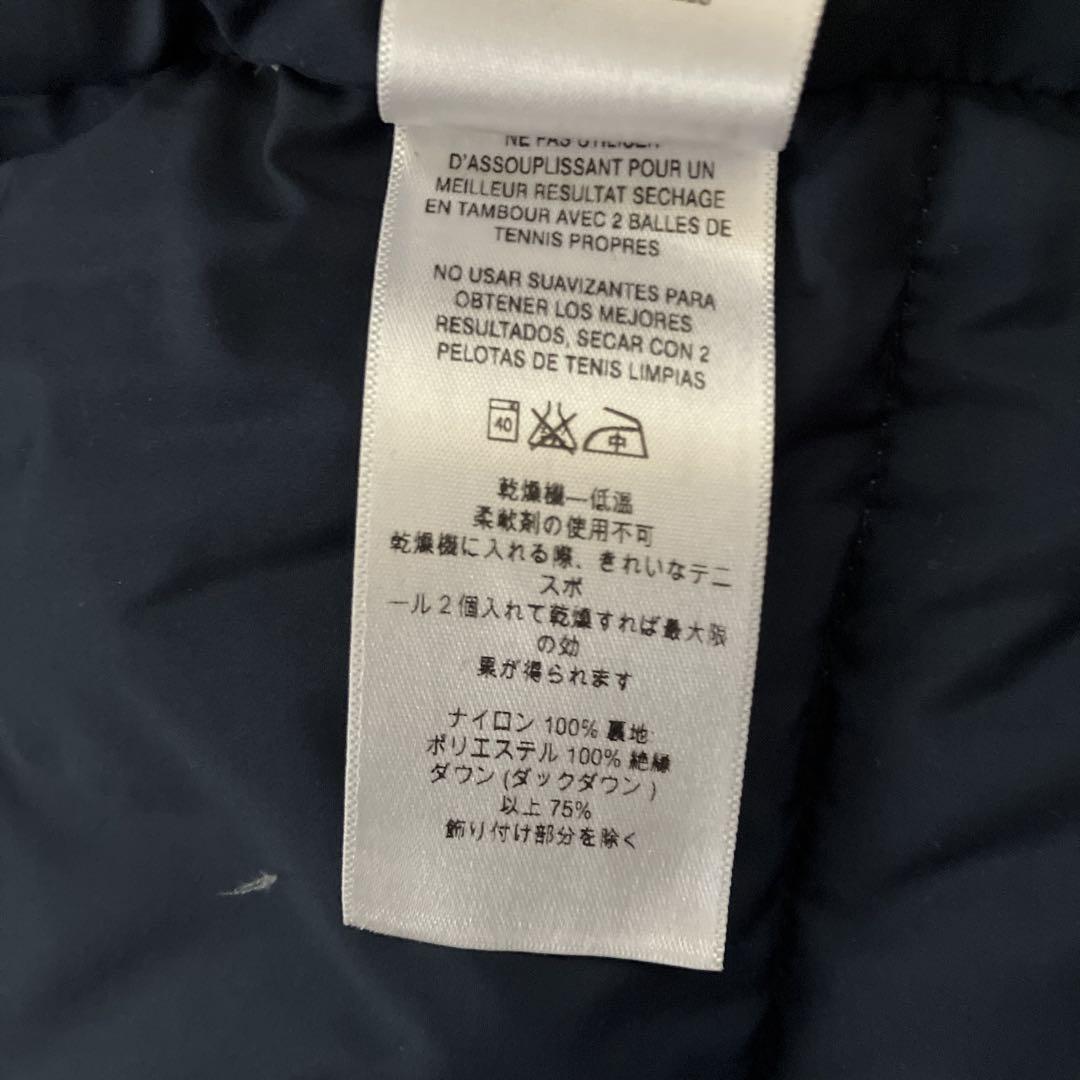 NE PAS UTILISER
D'ASSOUPLISSANT POUR UN
MEILLEUR RESULTAT SECHAGE
EN TAMBOUR AVEC 2 BALLES DE
TENNIS PROPRES
NO USAR SUAVIZANTES PARA
OBTENER LOS MEJORES
RESULTADOS, SECAR CON 2
PELOTAS DE TENIS LIMPIAS
40 中
乾燥機—低温
柔軟剤の使用不可
乾燥機に入れる際、きれいなテニ
スボ
ール2個入れて乾燥すれば最大限
の効
果が得られます
ナイロン 100% 裏地:
ポリエステル 100% 絶縁
ダウン (ダックダウン )
以上 75%
飾り付け部分を除く